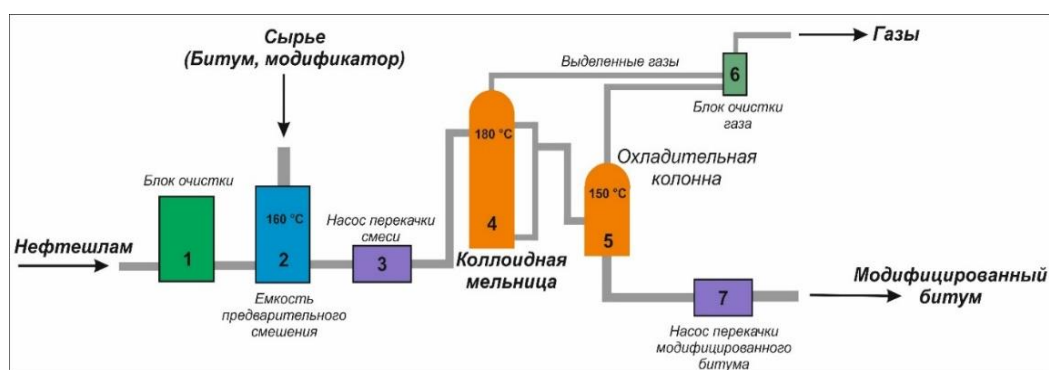 Сырье
(Битум, модификатор)
Газы
Выделенные газы
6
Блок очистки
газа
180 °C
Охладительная
колонна
Блок очистки
160 °C
Насос перекачки
смеси
150 °C
Нефтешлам
1
2
3
4
5
Коллоидная
мельница
Емкость
предварительного
смешения
7
Модифицированный
битум
Насос перекачки
модифицированного
битума